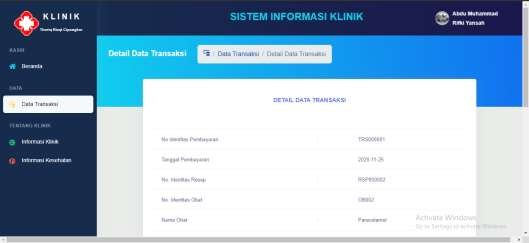 KLINIK
SISTEM INFORMASI KLINIK
Abdu Muhammad
Rifki Yansah
KASIR
Beranda
DATA
Data Transaksi
TENTANG KLINIK
Informasi Klinik
Informasi Kesehatan
Detail Data Transaksi
/ Data Transaksi / Detail Data Transaksi
DETAIL DATA TRANSAKSI
No Identitas Pembayaran : TRS000001
Tanggal Pembayaran : 2020-11-25
No. Identitas Resep : RSP000002
No. Identitas Obat : OB002
Nama Obat : Paracetamol
Activate Windows
Go to Settings to activate Windows.